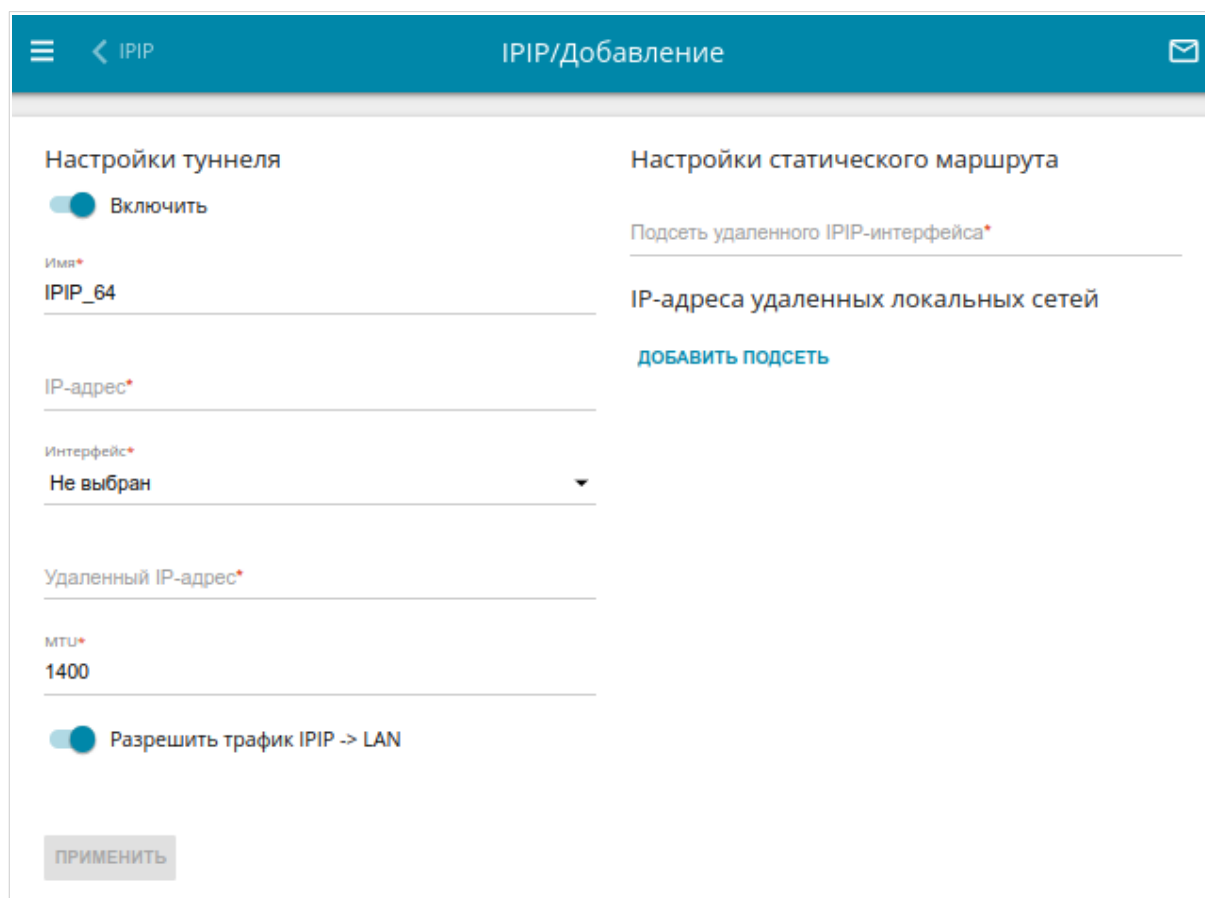 IPIP
IPIP/Добавление
Настройки туннеля
Включить
Имя*
IPIP_64
IP-адрес*
Интерфейс*
Не выбран
Удаленный IP-адрес*
MTU*
1400
Разрешить трафик IPIP -> LAN
ПРИМЕНИТЬ
Настройки статического маршрута
Подсеть удаленного IPIP-интерфейса*
IP-адреса удаленных локальных сетей
ДОБАВИТЬ ПОДСЕТЬ